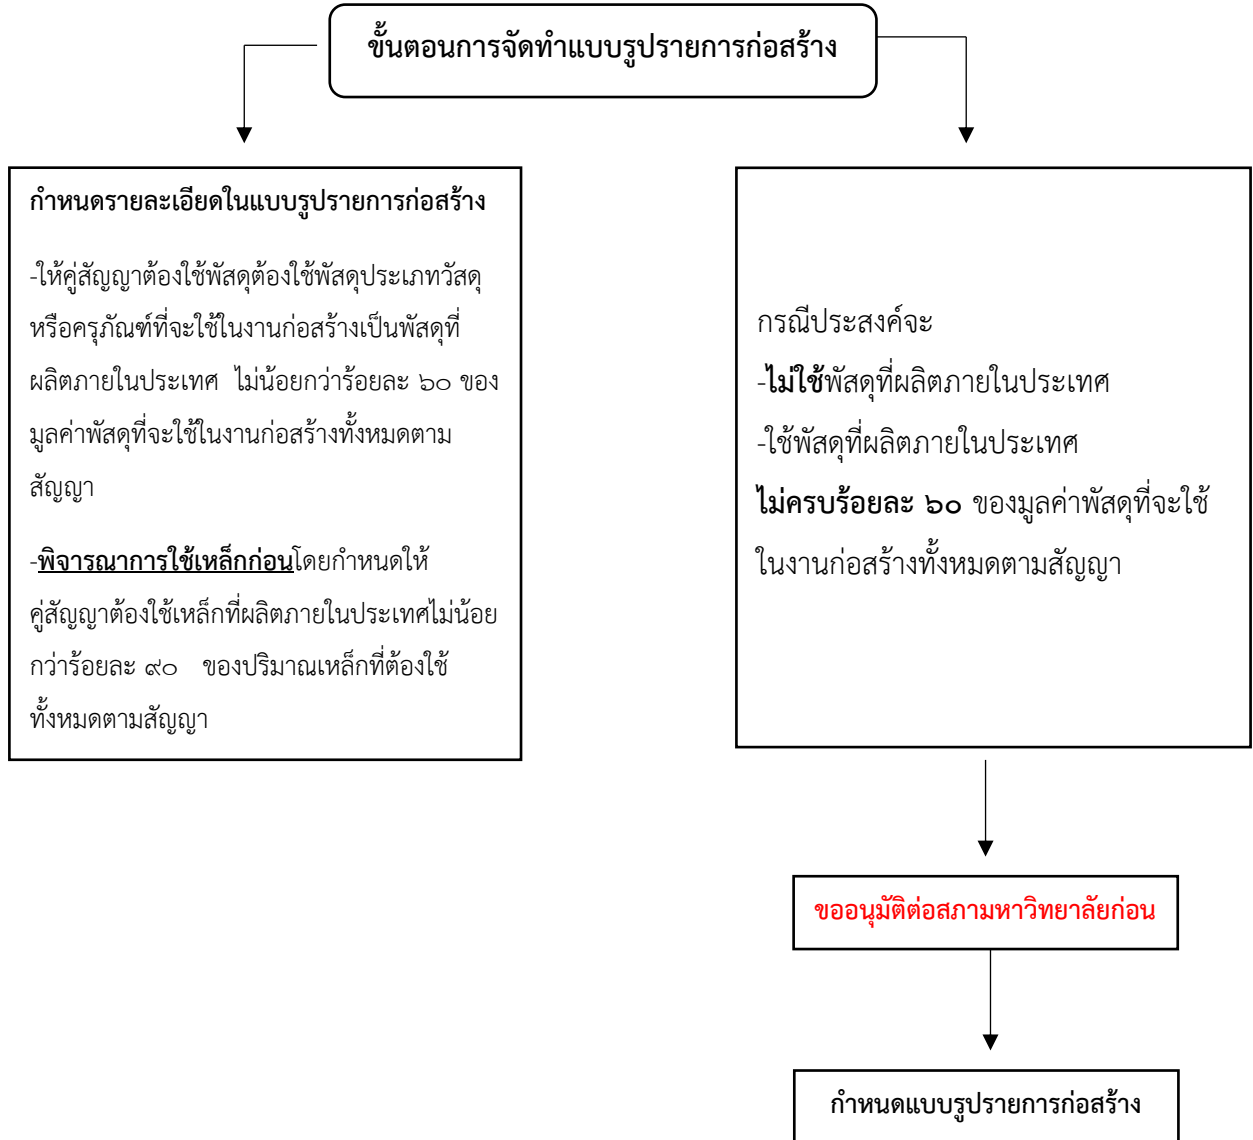 ขั้นตอนการจัดทำแบบรูปรายการก่อสร้าง
กำหนดรายละเอียดในแบบรูปรายการก่อสร้าง
-ให้คู่สัญญาต้องใช้พัสดุต้องใช้พัสดุประเภทวัสดุ
หรือครุภัณฑ์ที่จะใช้ในงานก่อสร้างเป็นพัสดุที่
ผลิตภายในประเทศ ไม่น้อยกว่าร้อยละ ๖๐ ของ
มูลค่าพัสดุที่จะใช้ในงานก่อสร้างทั้งหมดตาม
สัญญา
-พิจารณาการใช้เหล็กก่อนโดยกำหนดให้
คู่สัญญาต้องใช้เหล็กที่ผลิตภายในประเทศไม่น้อย
กว่าร้อยละ ๙๐ ของปริมาณเหล็กที่ต้องใช้
ทั้งหมดตามสัญญา
กรณีประสงค์จะ
-ไม่ใช้พัสดุที่ผลิตภายในประเทศ
-ใช้พัสดุที่ผลิตภายในประเทศ
ไม่ครบร้อยละ ๖๐ ของมูลค่าพัสดุที่จะใช้
ในงานก่อสร้างทั้งหมดตามสัญญา
ขออนุมัติต่อสภามหาวิทยาลัยก่อน
กำหนดแบบรูปรายการก่อสร้าง